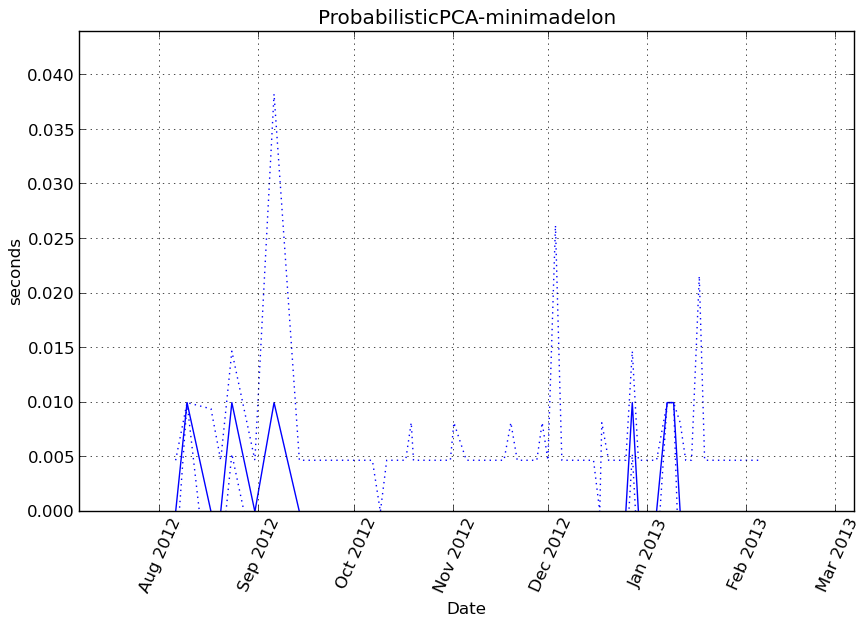 ProbabilisticPCA-minimadelon
0.040
0.035
0.030
0.025
0.020
0.015
0.010
0.005
0.000
seconds
Aug 2012
Sep 2012
Oct 2012
Nov 2012
Dec 2012
Jan 2013
Feb 2013
Mar 2013
Date